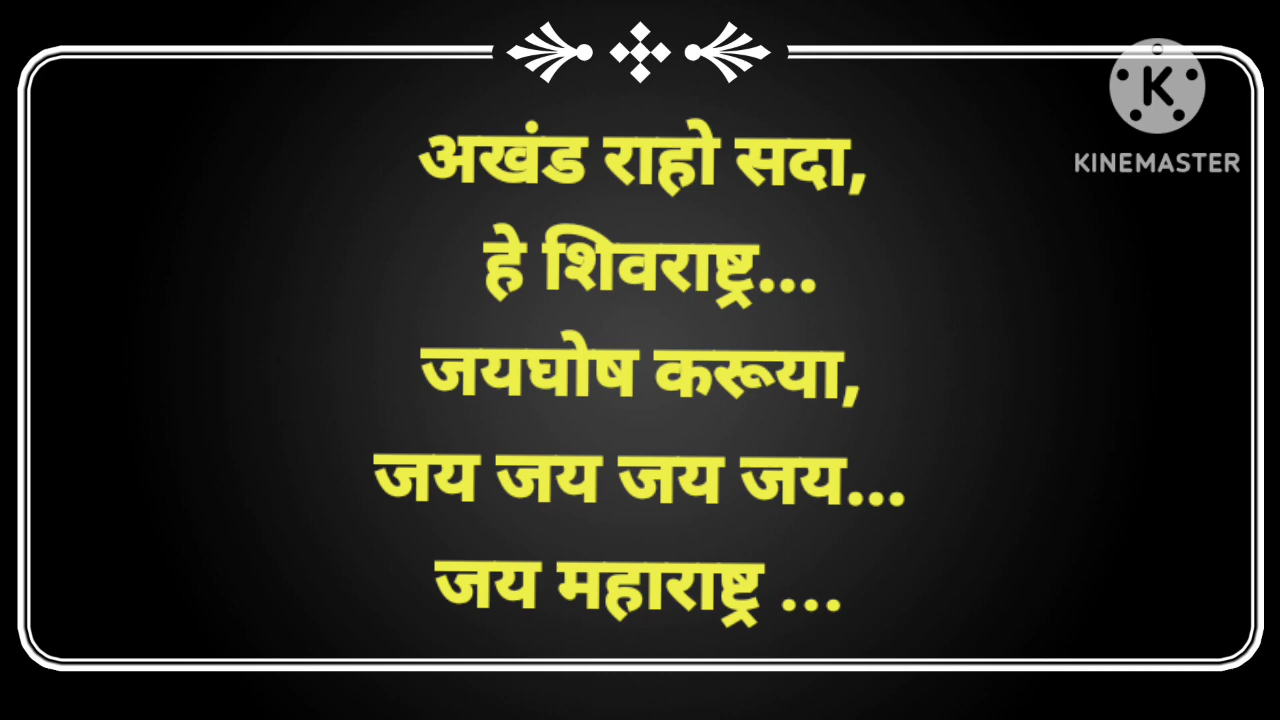 अखंड राहो सदा,
हे शिवराष्ट्र...
जयघोष करूया,
जय जय जय जय...
जय महाराष्ट्र ...
K
KINEMASTER